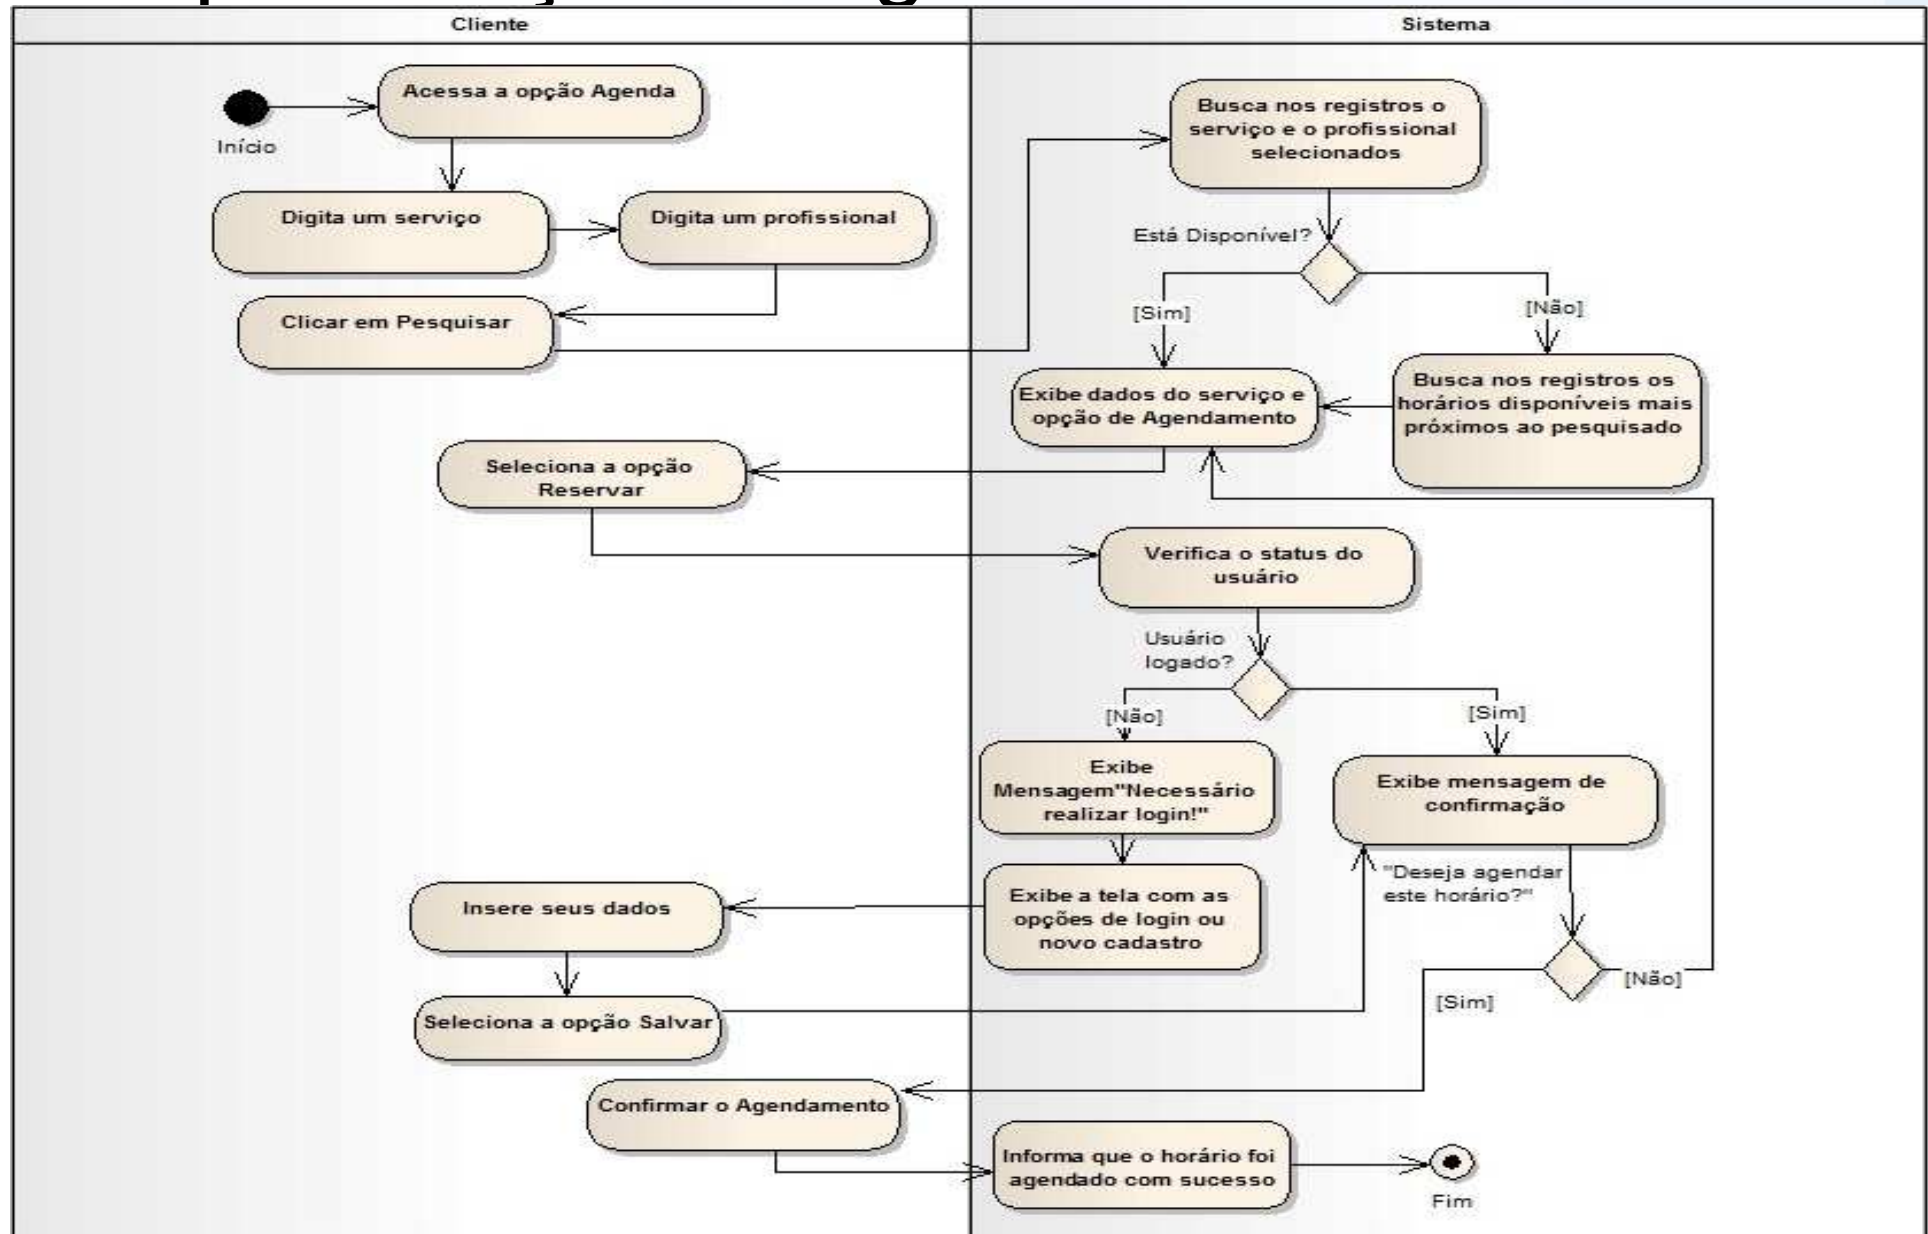 Cliente
Sistema
Início
Acessa a opção Agenda
Digita um serviço
Digita um profissional
Clicar em Pesquisar
Busca nos registros o
serviço e o profissional
selecionados
Está Disponível?
[Sim]
[Não]
Exibe dados do serviço e
opção de Agendamento
Busca nos registros os
horários disponíveis mais
próximos ao pesquisado
Seleciona a opção
Reservar
Verifica o status do
usuário
Usuário
logado?
[Não]
[Sim]
Exibe
Mensagem"Necessário
realizar login!"
Exibe mensagem de
confirmação
Exibe a tela com as
opções de login ou
novo cadastro
"Deseja agendar
este horário?"
Insere seus dados
Seleciona a opção Salvar
[Sim]
[Não]
Confirmar o Agendamento
Informa que o horário foi
agendado com sucesso
Fim